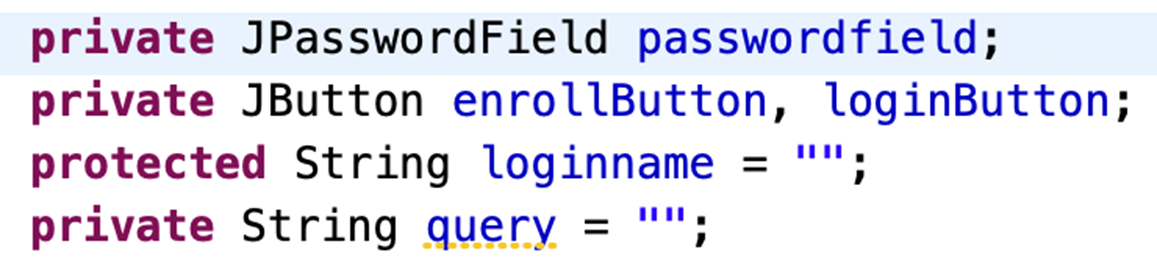 private JPasswordField passwordfield;
private JButton enrollButton, loginButton;
protected String loginname = "";
private String query = "";